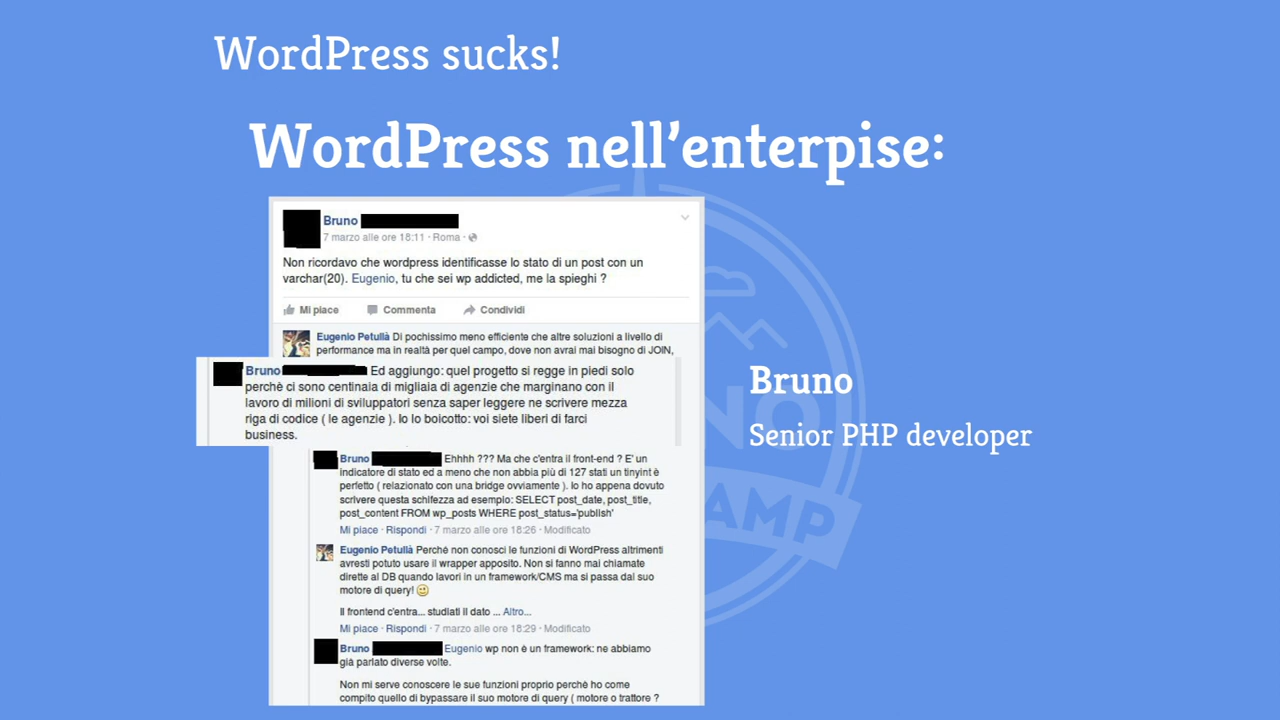 WordPress sucks!
WordPress nell’enterpise:
Bruno
7 marzo alle ore 18:11 · Roma ·
Non ricordavo che wordpress identificasse lo stato di un post con un
varchar(20). Eugenio, tu che sei wp addicted, me la spieghi ?
Mi piace Commenta Condividi
Eugenio Petullà Di pochissimo meno efficiente che altre soluzioni a livello di
performance ma in realtà per quel campo, dove non avrai mai bisogno di JOIN,
Bruno Ed aggiungo: quel progetto si regge in piedi solo
perchè ci sono centinaia di migliaia di agenzie che marginano con il
lavoro di milioni di sviluppatori senza saper leggere ne scrivere mezza
riga di codice ( le agenzie ). Io lo boicotto: voi siete liberi di farci
business.
Bruno Ehhhh ??? Ma che c'entra il front-end ? E' un
indicatore di stato ed a meno che non abbia più di 127 stati un tinyint è
perfetto ( relazionato con una bridge ovviamente ). Io ho appena dovuto
scrivere questa schifezza ad esempio: SELECT post_date, post_title,
post_content FROM wp_posts WHERE post_status='publish'
Mi piace · Rispondi · 7 marzo alle ore 18:26 · Modificato
Eugenio Petullà Perché non conosci le funzioni di WordPress altrimenti
avresti potuto usare il wrapper apposito. Non si fanno mai chiamate
dirette al DB quando lavori in un framework/CMS ma si passa dal suo
motore di query!
Il frontend c'entra... studiati il dato ... Altro...
Mi piace · Rispondi · 7 marzo alle ore 18:29 · Modificato
Bruno Eugenio wp non è un framework: ne abbiamo
già parlato diverse volte.
Non mi serve conoscere le sue funzioni proprio perchè ho come
compito quello di bypassare il suo motore di query ( motore o trattore ?
Bruno
Senior PHP developer